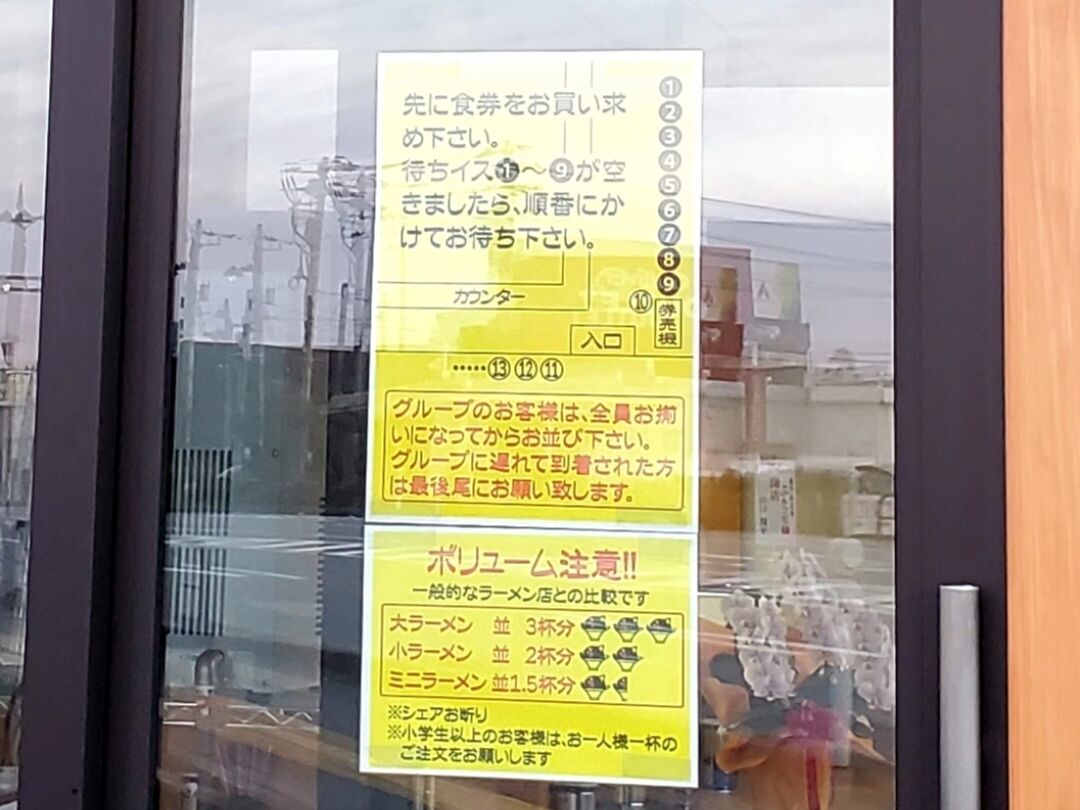 先に食券をお買い求
め下さい。
待ちイス❶～❾が空
きましたら、順番にか
けてお待ち下さい。
①
②
③
④
⑤
⑥
⑦
⑧
⑨
⑩
券売機
カウンター
入口
・・・・・⑬⑫⑪
グループのお客様は、全員お揃
いになってからお並び下さい。
グループに遅れて到着された方
は最後尾にお願い致します。
ボリューム注意!!
一般的なラーメン店との比較です
大ラーメン 並 3杯分
小ラーメン 並 2杯分
ミニラーメン 並1.5杯分
※シェアお断り
※小学生以上のお客様は、お一人様一杯の
ご注文をお願いします